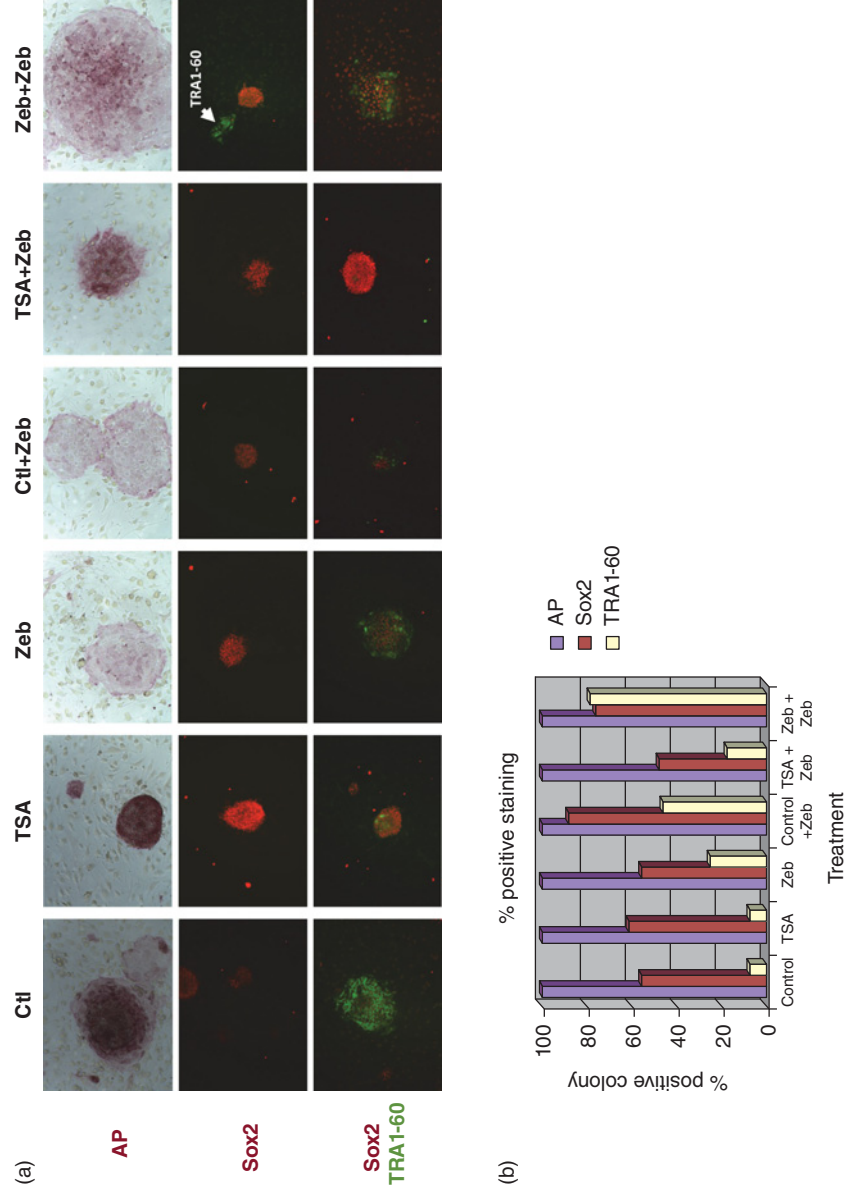 (a)
Ctl
TSA
Zeb
Ctl+Zeb
TSA+Zeb
Zeb+Zeb
AP
Sox2
TRA1-60
Sox2
TRA1-60
(b)
% positive staining
% positive colony
100
80
60
40
20
0
Control
TSA
Zeb
Control
+Zeb
TSA +
Zeb
Zeb +
Zeb
Treatment
AP
Sox2
TRA1-60